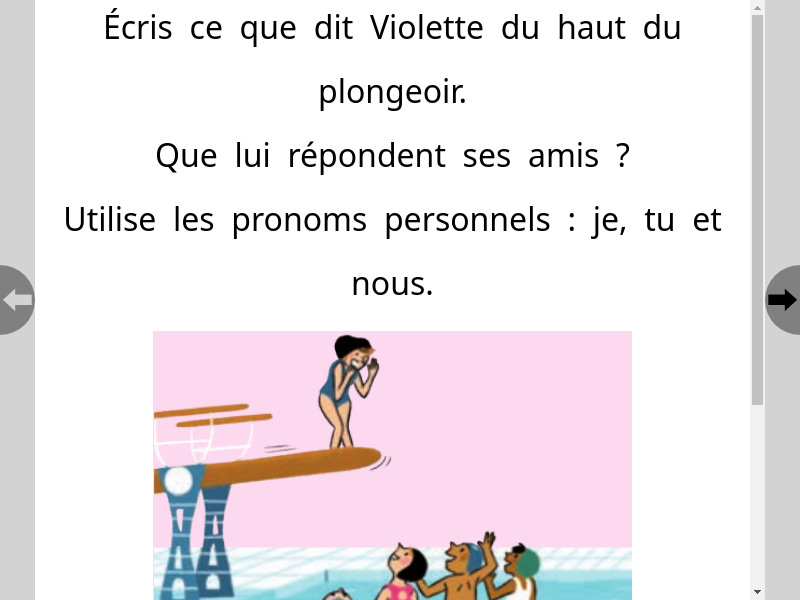 Écris ce que dit Violette du haut du
plongeoir.
Que lui répondent ses amis ?
Utilise les pronoms personnels : je, tu et
nous.